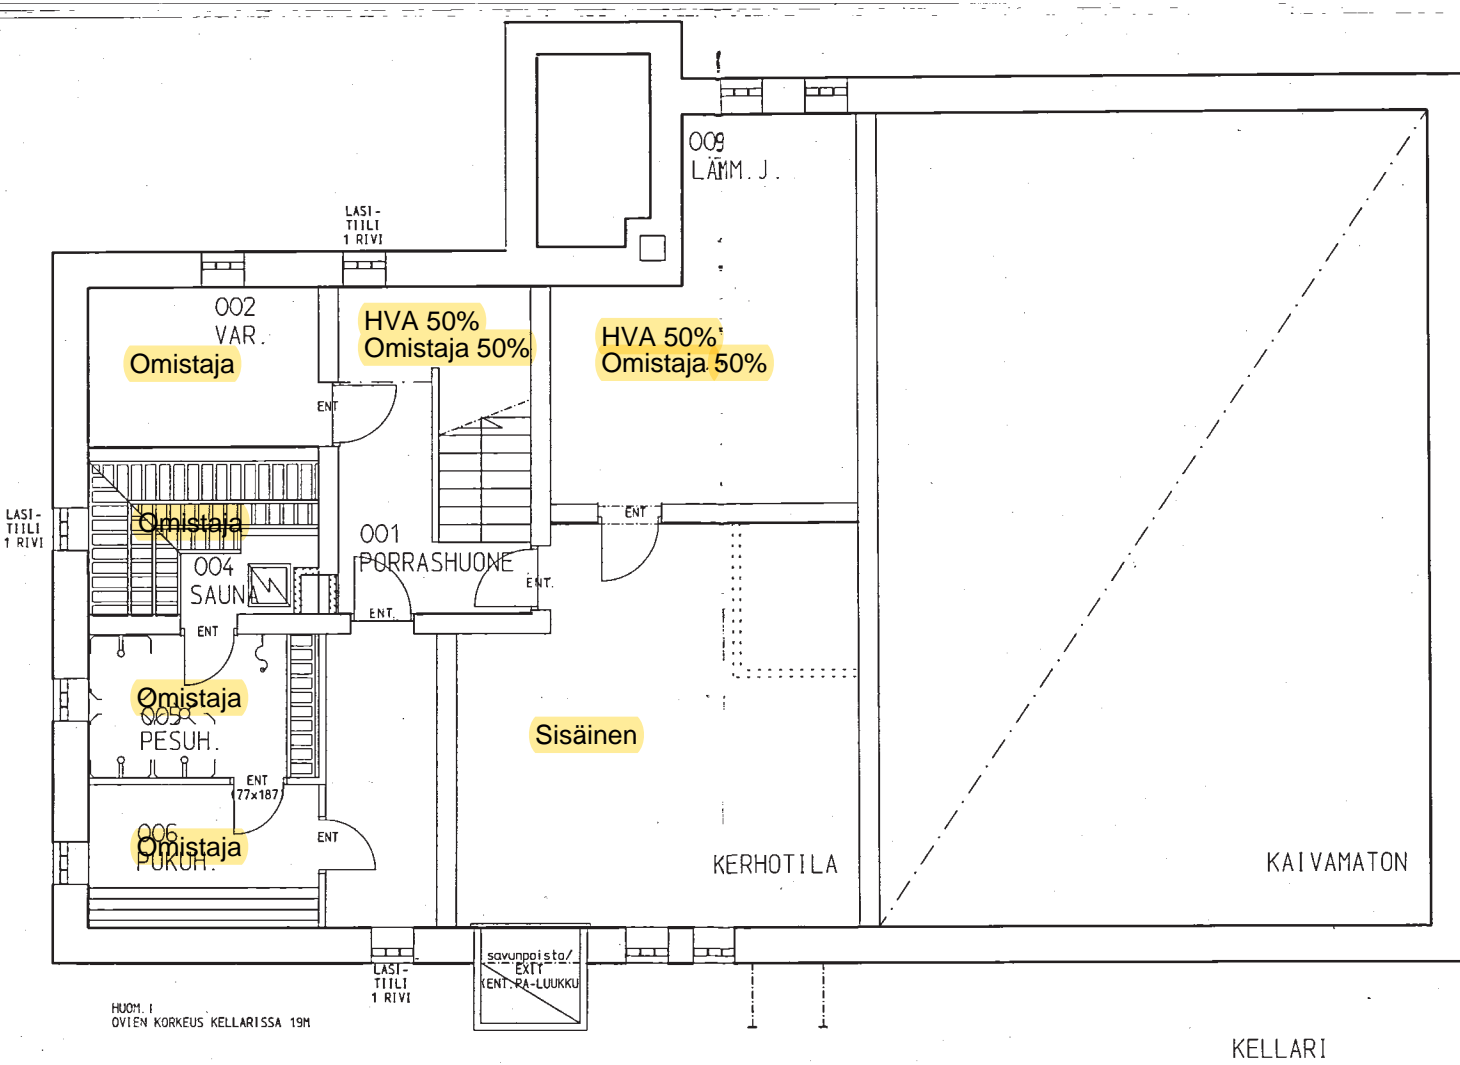 009
LÄMM.J.
LASI-
TIILI
1 RIVI
002
VAR.
Omistaja
HVA 50%
Omistaja 50%
HVA 50%
Omistaja 50%
ENT
LASI-
TIILI
1 RIVI
Omistaja
004
SAUNA
001
PORRASHUONE
ENT
ENT.
ENT.
ENT
Omistaja
005
PESUH.
Sisäinen
ENT
77x187
006
Omistaja
PUKUH.
ENT
KERHOTILA
KAIVAMATON
LASI-
TIILI
1 RIVI
savunpoisto/
EXIT
ENT.PA-LUUKKU
HUOM.!
OVIEN KORKEUS KELLARISSA 19M
KELLARI